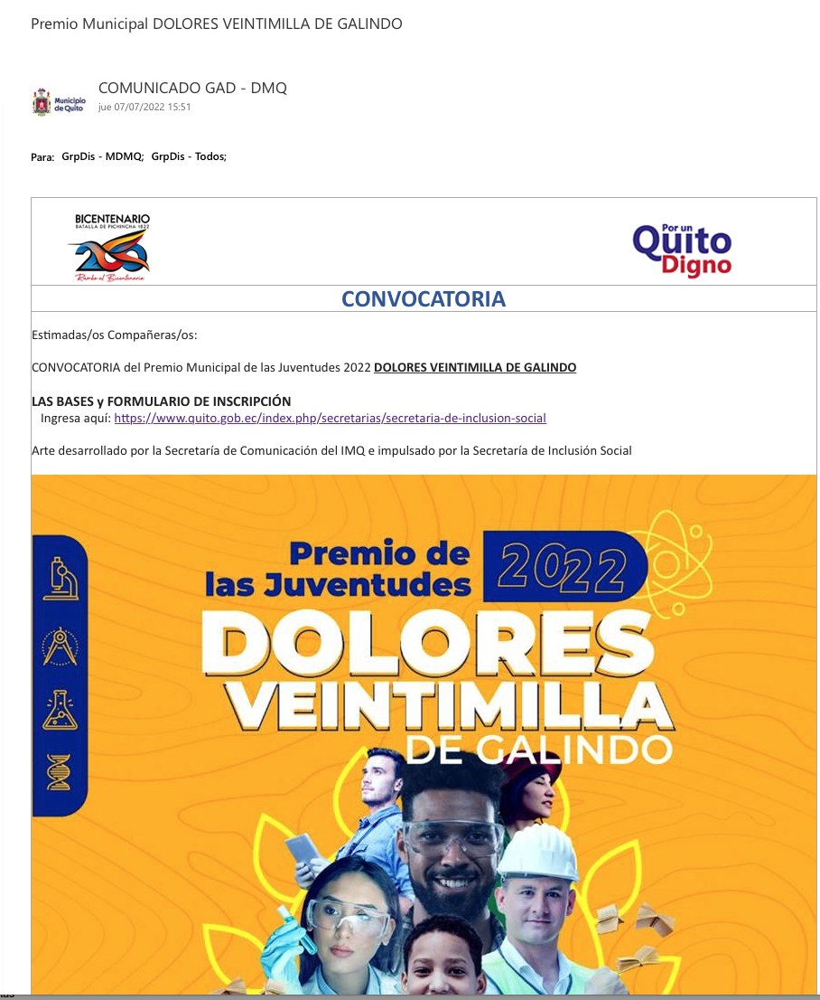 Premio Municipal DOLORES VEINTIMILLA DE GALINDO
Municipio
de Quito
COMUNICADO GAD - DMQ
jue 07/07/2022 15:51
Para: GrpDis - MDMQ; GrpDis - Todos;
BICENTENARIO
BATALLA DE PICHINCHA 1822
200
Rumbo al Bicentenario
Por un
Quito
Digno
CONVOCATORIA
Estimadas/os Compañeras/os:
CONVOCATORIA del Premio Municipal de las Juventudes 2022 DOLORES VEINTIMILLA DE GALINDO
LAS BASES y FORMULARIO DE INSCRIPCIÓN
Ingresa aquí: https://www.quito.gob.ec/index.php/secretarias/secretaria-de-inclusion-social
Arte desarrollado por la Secretaría de Comunicación del IMQ e impulsado por la Secretaría de Inclusión Social
Premio de
las Juventudes 2022
DOLORES
VEINTIMILLA
DE GALINDO